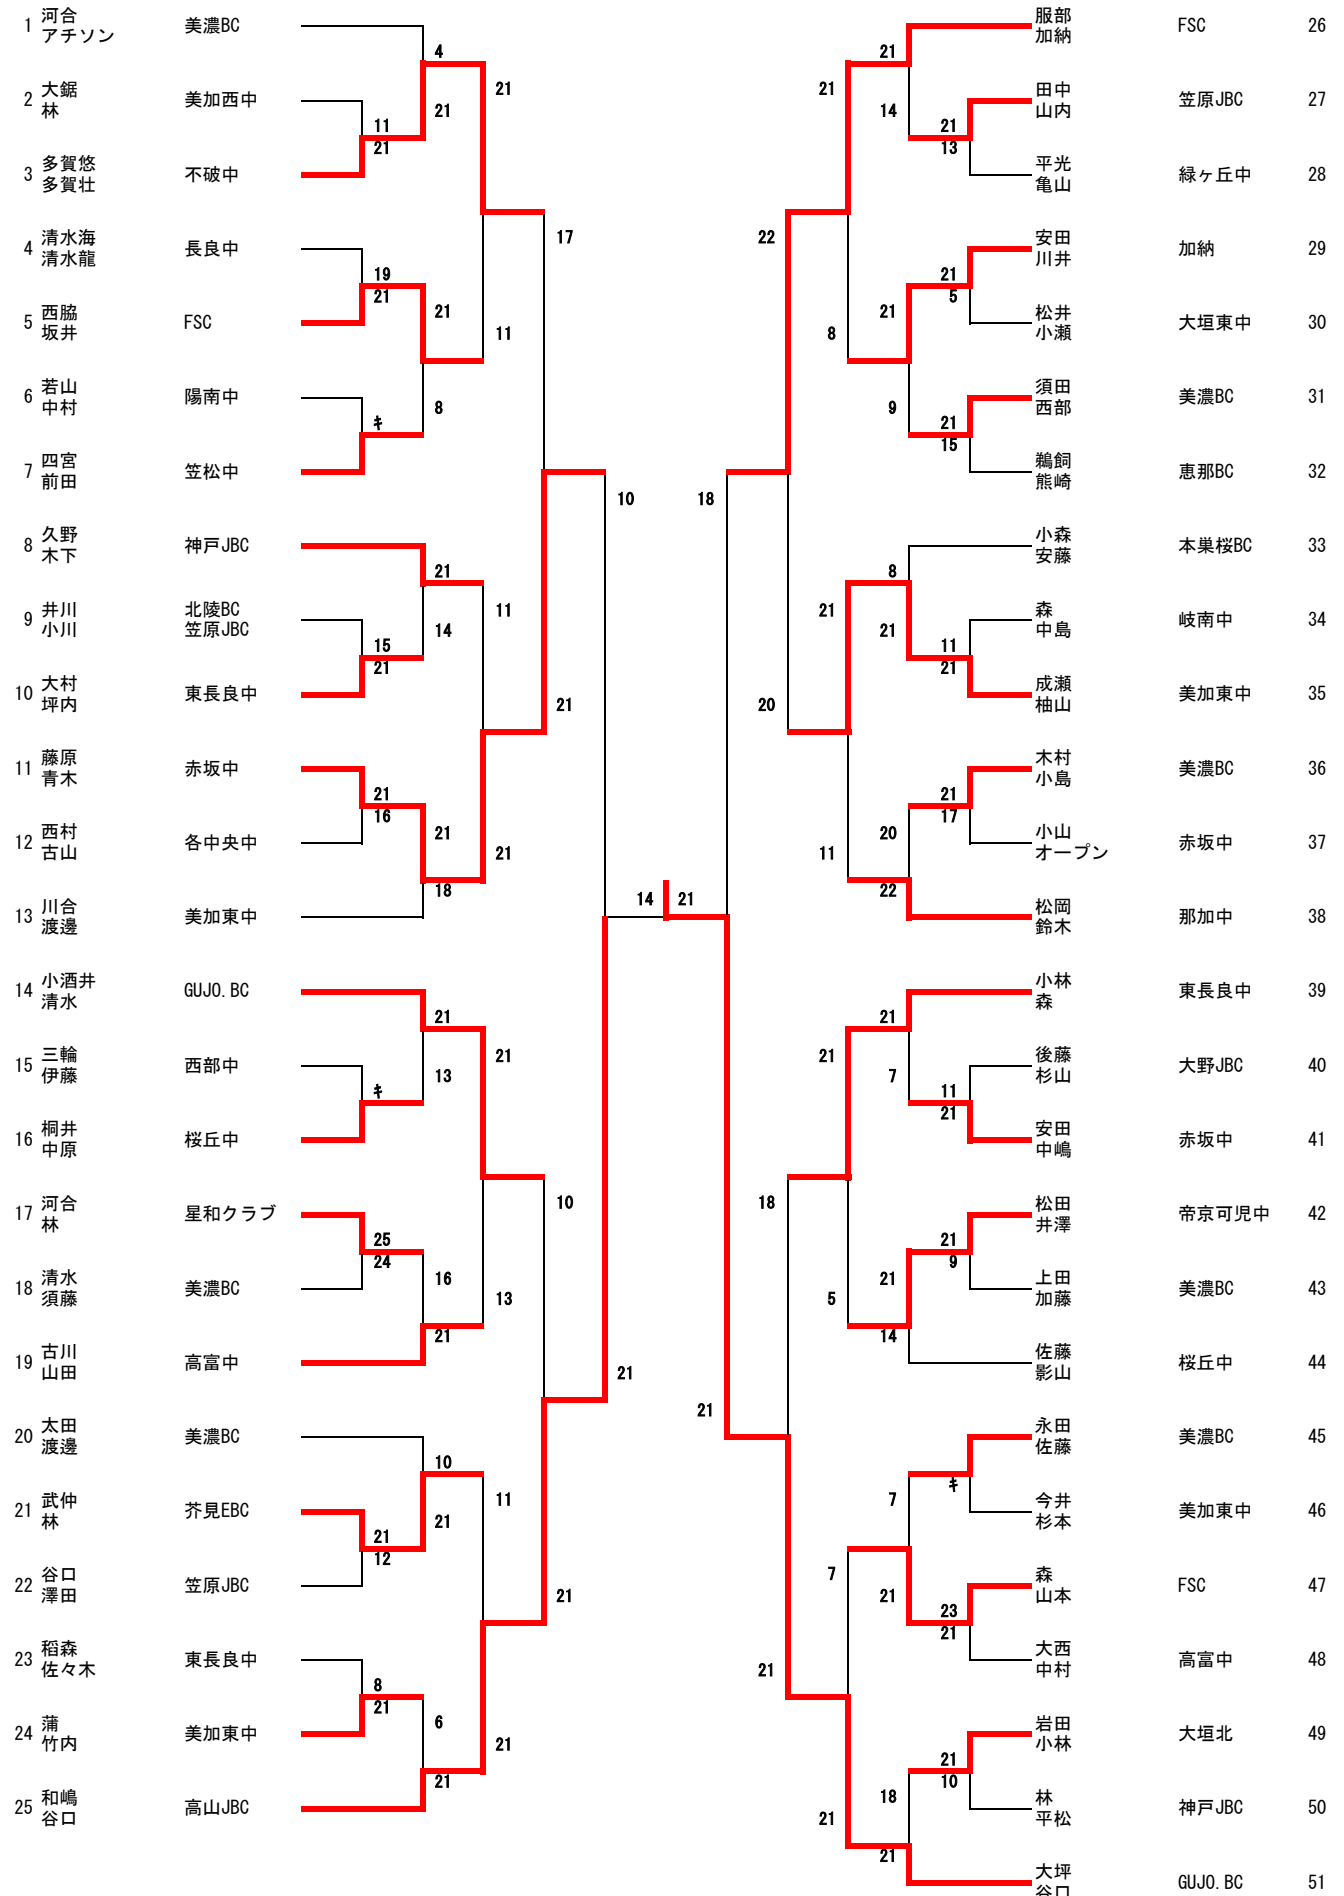 1 河合 アチソン 美濃BC
2 大鋸 林 美加西中
3 多賀悠 多賀壮 不破中
4 清水海 清水龍 長良中
5 西脇 坂井 FSC
6 若山 中村 陽南中
7 四宮 前田 笠松中
8 久野 木下 神戸JBC
9 井川 小川 北陵BC 笠原JBC
10 大村 坪内 東長良中
11 藤原 青木 赤坂中
12 西村 古山 各中央中
13 川合 渡邊 美加東中
14 小酒井 清水 GUJO.BC
15 三輪 伊藤 西部中
16 桐井 中原 桜丘中
17 河合 林 星和クラブ
18 清水 須藤 美濃BC
19 古川 山田 高富中
20 太田 渡邊 美濃BC
21 武仲 林 芥見EBC
22 谷口 澤田 笠原JBC
23 稲森 佐々木 東長良中
24 蒲 竹内 美加東中
25 和嶋 谷口 高山JBC
11
21
19
21
キ
15
21
21
16
キ
25
24
21
12
8
21
4
21
21
8
21
14
21
18
21
13
16
21
10
21
6
21
21
11
11
21
21
13
11
21
17
21
10
21
10
21
14
21
18
21
22
20
18
21
21
8
21
11
21
5
7
21
21
14
21
9
8
21
20
22
21
7
21
14
7
21
18
21
21
13
21
5
21
15
11
21
21
17
11
21
21
9
キ
23
21
21
10
服部 加納 FSC 26
田中 山内 笠原JBC 27
平光 亀山 緑ヶ丘中 28
安田 川井 加納 29
松井 小瀬 大垣東中 30
須田 西部 美濃BC 31
鵜飼 熊崎 恵那BC 32
小森 安藤 本巣桜BC 33
森 中島 岐南中 34
成瀬 柚山 美加東中 35
木村 小島 美濃BC 36
小山 オープン 赤坂中 37
松岡 鈴木 那加中 38
小林 森 東長良中 39
後藤 杉山 大野JBC 40
安田 中嶋 赤坂中 41
松田 井澤 帝京可児中 42
上田 加藤 美濃BC 43
佐藤 影山 桜丘中 44
永田 佐藤 美濃BC 45
今井 杉本 美加東中 46
森 山本 FSC 47
大西 中村 高富中 48
岩田 小林 大垣北 49
林 平松 神戸JBC 50
大坪 谷口 GUJO.BC 51